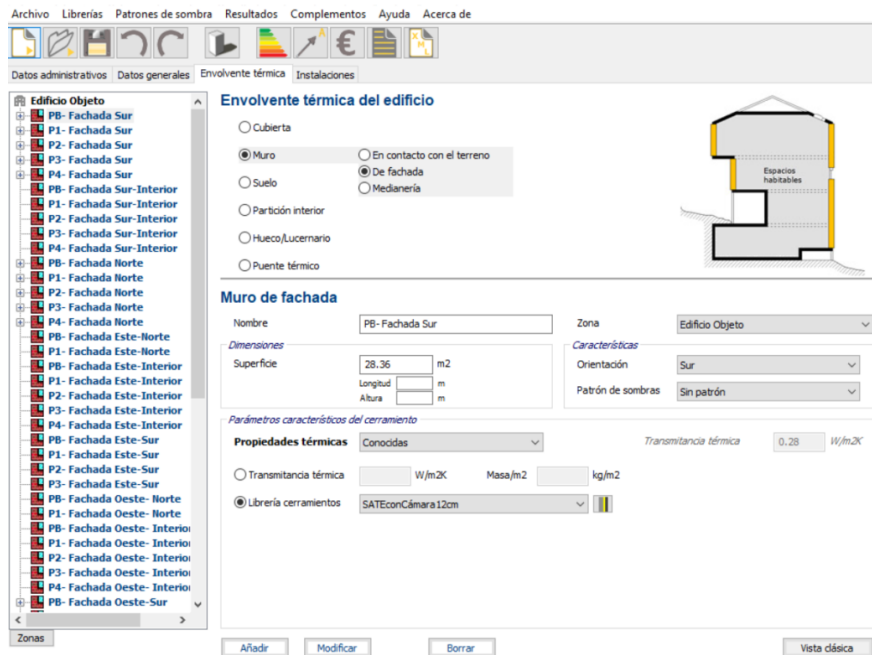 Archivo Librerías Patrones de sombra Resultados Complementos Ayuda Acerca de
Datos administrativos Datos generales Envolvente térmica Instalaciones
Edificio Objeto
PB- Fachada Sur
P1- Fachada Sur
P2- Fachada Sur
P3- Fachada Sur
P4- Fachada Sur
PB- Fachada Sur-Interior
P1- Fachada Sur-Interior
P2- Fachada Sur-Interior
P3- Fachada Sur-Interior
P4- Fachada Sur-Interior
PB- Fachada Norte
P1- Fachada Norte
P2- Fachada Norte
P3- Fachada Norte
P4- Fachada Norte
PB- Fachada Este-Norte
P1- Fachada Este-Norte
PB- Fachada Este-Interior
P1- Fachada Este-Interior
P2- Fachada Este-Interior
P3- Fachada Este-Interior
P4- Fachada Este-Interior
PB- Fachada Este-Sur
P1- Fachada Este-Sur
P2- Fachada Este-Sur
P3- Fachada Este-Sur
PB- Fachada Oeste- Norte
P1- Fachada Oeste- Norte
PB- Fachada Oeste- Interior
P1- Fachada Oeste- Interior
P2- Fachada Oeste- Interior
P3- Fachada Oeste- Interior
P4- Fachada Oeste- Interior
PB- Fachada Oeste-Sur
Zonas
Envolvente térmica del edificio
Cubierta
Muro
En contacto con el terreno
De fachada
Medianería
Suelo
Partición interior
Hueco/Lucernario
Puente térmico
Espacios
habitables
Muro de fachada
Nombre PB- Fachada Sur Zona Edificio Objeto
Dimensiones
Superficie 28.36 m2
Longitud m
Altura m
Características
Orientación Sur
Patrón de sombras Sin patrón
Parámetros característicos del cerramiento
Propiedades térmicas Conocidas Transmitancia térmica 0.28 W/m2K
Transmitancia térmica W/m2K Masa/m2 kg/m2
Librería cerramientos SATEconCámara12cm
Añadir Modificar Borrar Vista clásica